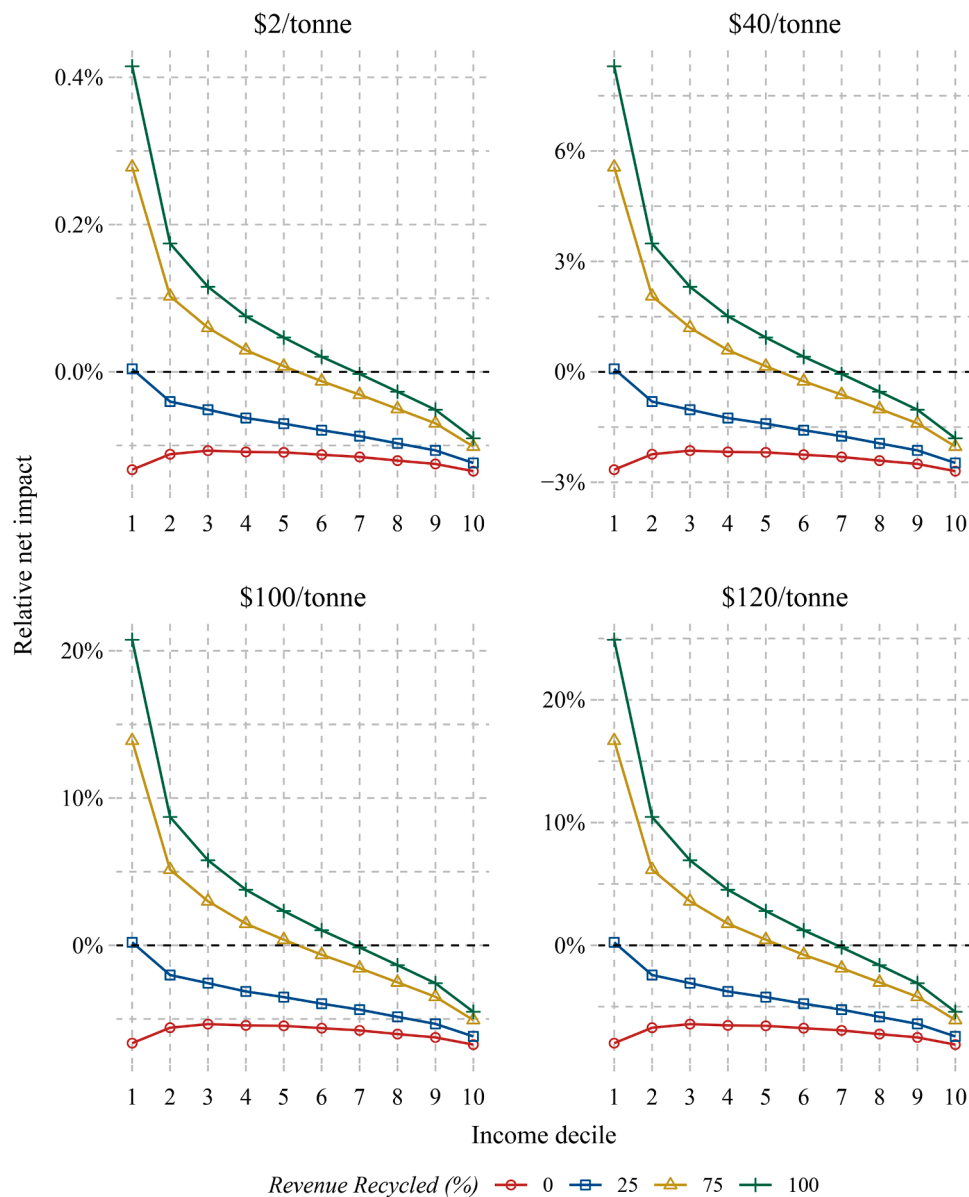 $2/tonne
$40/tonne
0.4%
0.2%
0.0%
1 2 3 4 5 6 7 8 9 10
6%
3%
0%
−3%
1 2 3 4 5 6 7 8 9 10
Relative net impact
$100/tonne
$120/tonne
20%
10%
0%
1 2 3 4 5 6 7 8 9 10
20%
10%
0%
1 2 3 4 5 6 7 8 9 10
Income decile
Revenue Recycled (%) 0 25 75 100